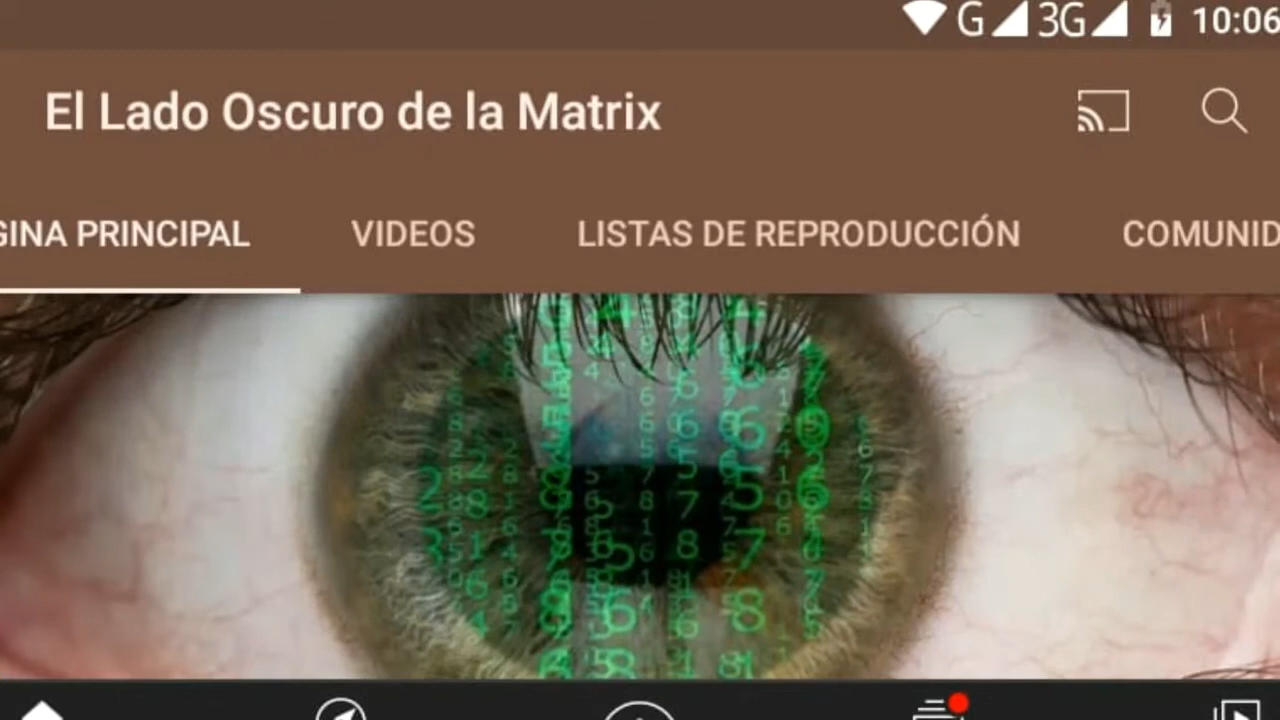 G 3G 10:06
El Lado Oscuro de la Matrix
GINA PRINCIPAL VIDEOS LISTAS DE REPRODUCCIÓN COMUNID